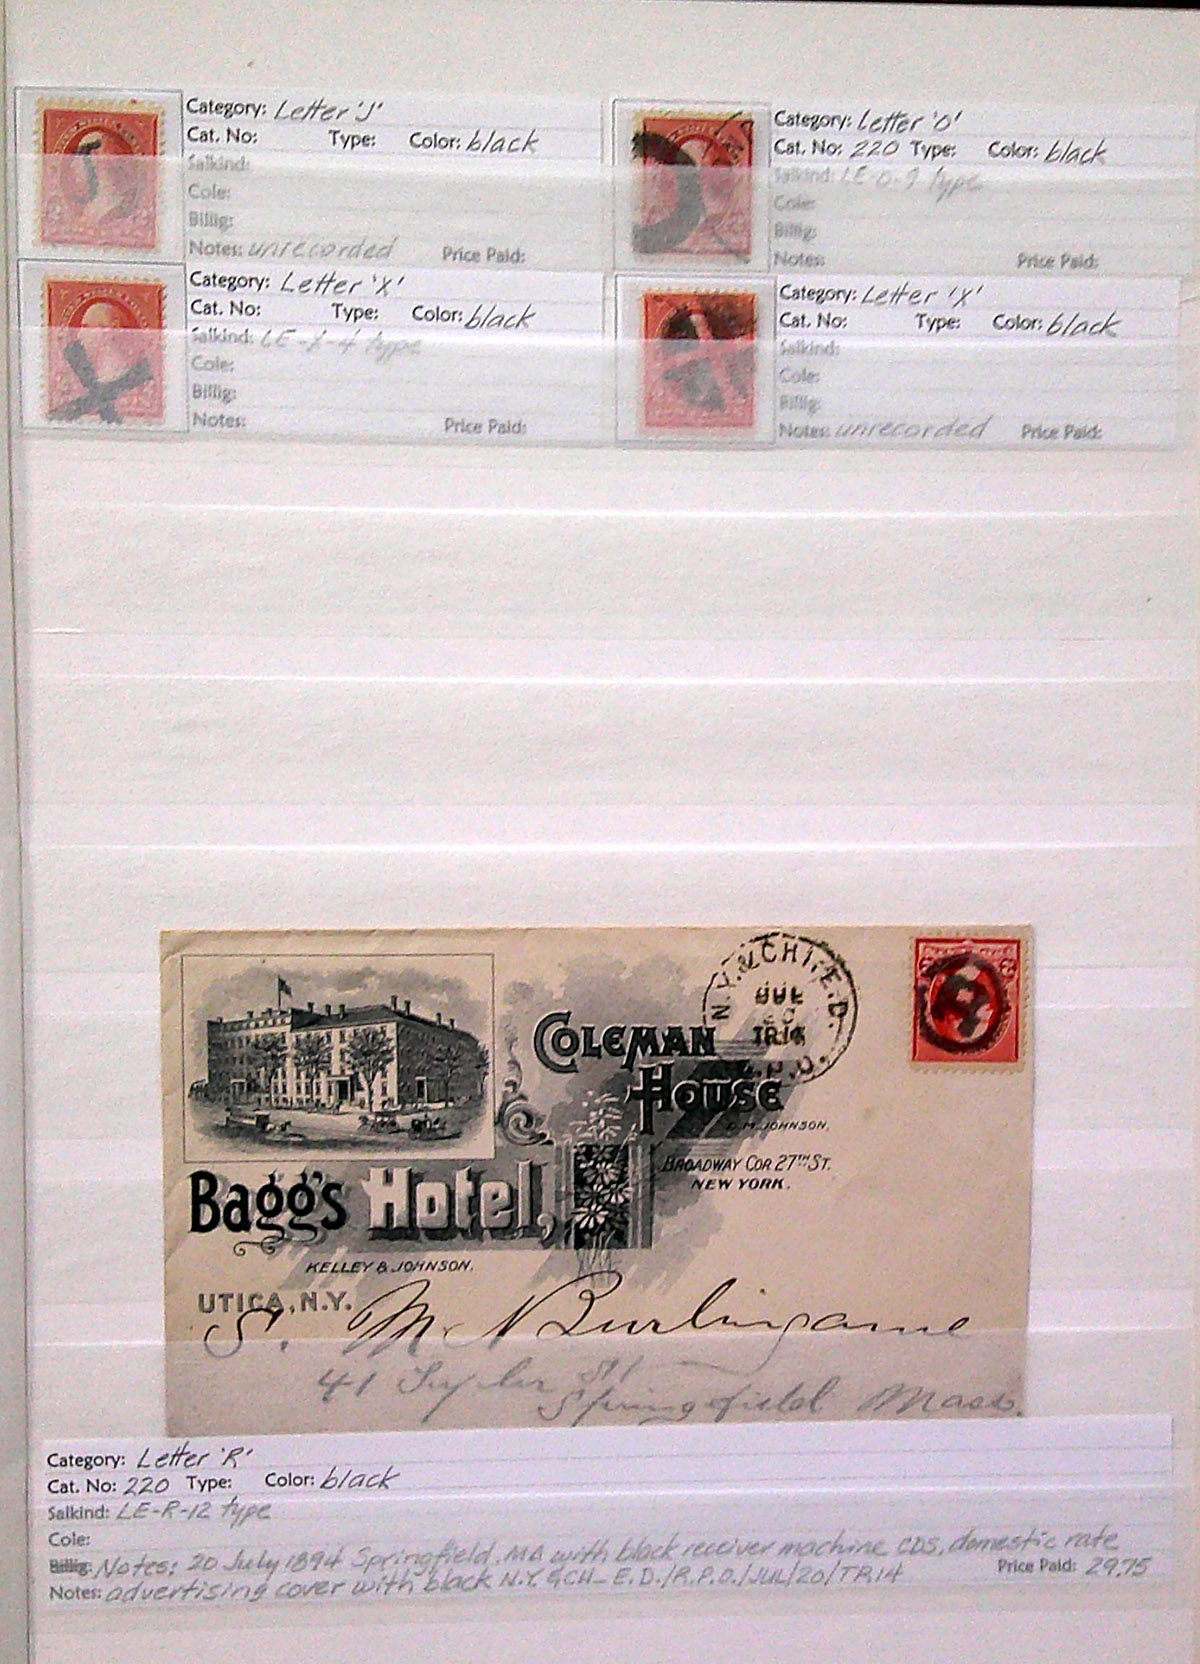 Category: Letter 'J'
Cat. No: Type: Color: black
Salkind:
Cole:
Billig:
Notes: unrecorded Price Paid:
Category: Letter 'O'
Cat. No: 220 Type: Color: black
Salkind: LE-O-9 type
Cole:
Billig:
Notes: Price Paid:
Category: Letter 'X'
Cat. No: Type: Color: black
Salkind: LE-X-4 type
Cole:
Billig:
Notes: Price Paid:
Category: Letter 'X'
Cat. No: Type: Color: black
Salkind:
Cole:
Billig:
Notes: unrecorded Price Paid:
N.Y. & CHI. E.D.
JUL
20
TR14
R.P.O.
COLEMAN
HOUSE
D.M. JOHNSON.
BROADWAY COR 27TH ST.
NEW YORK.
Bagg's Hotel,
KELLEY & JOHNSON.
UTICA, N.Y.
S. M. N Burlingame
41
Springfield Mass.
Category: Letter 'R'
Cat. No: 220 Type: Color: black
Salkind: LE-R-12 type
Cole:
Billig: Notes: 20 July 1894 Springfield, MA with black receiver machine CDS, domestic rate
Notes: advertising cover with black N.Y. & CH_ E.D./R.P.O./JUL/20/TR14 Price Paid: 29.75